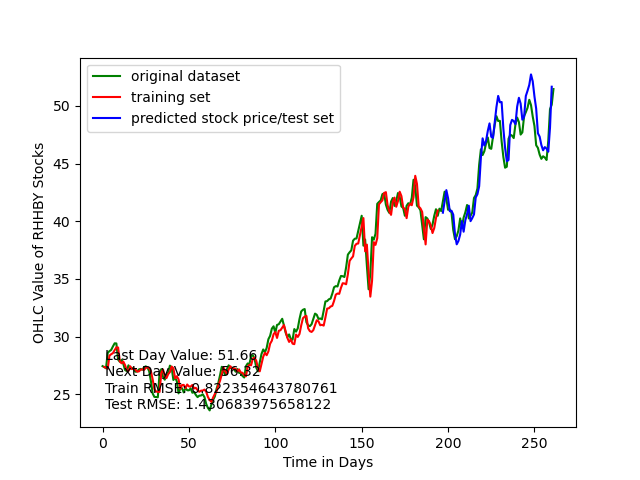 original dataset
training set
predicted stock price/test set
50
45
40
35
30
25
OHLC Value of RHHBY Stocks
Last Day Value: 51.66
Next Day Value:
Train RMSE: 0.822354643780761
Test RMSE: 1.430683975658122
0
50
100
150
200
250
Time in Days